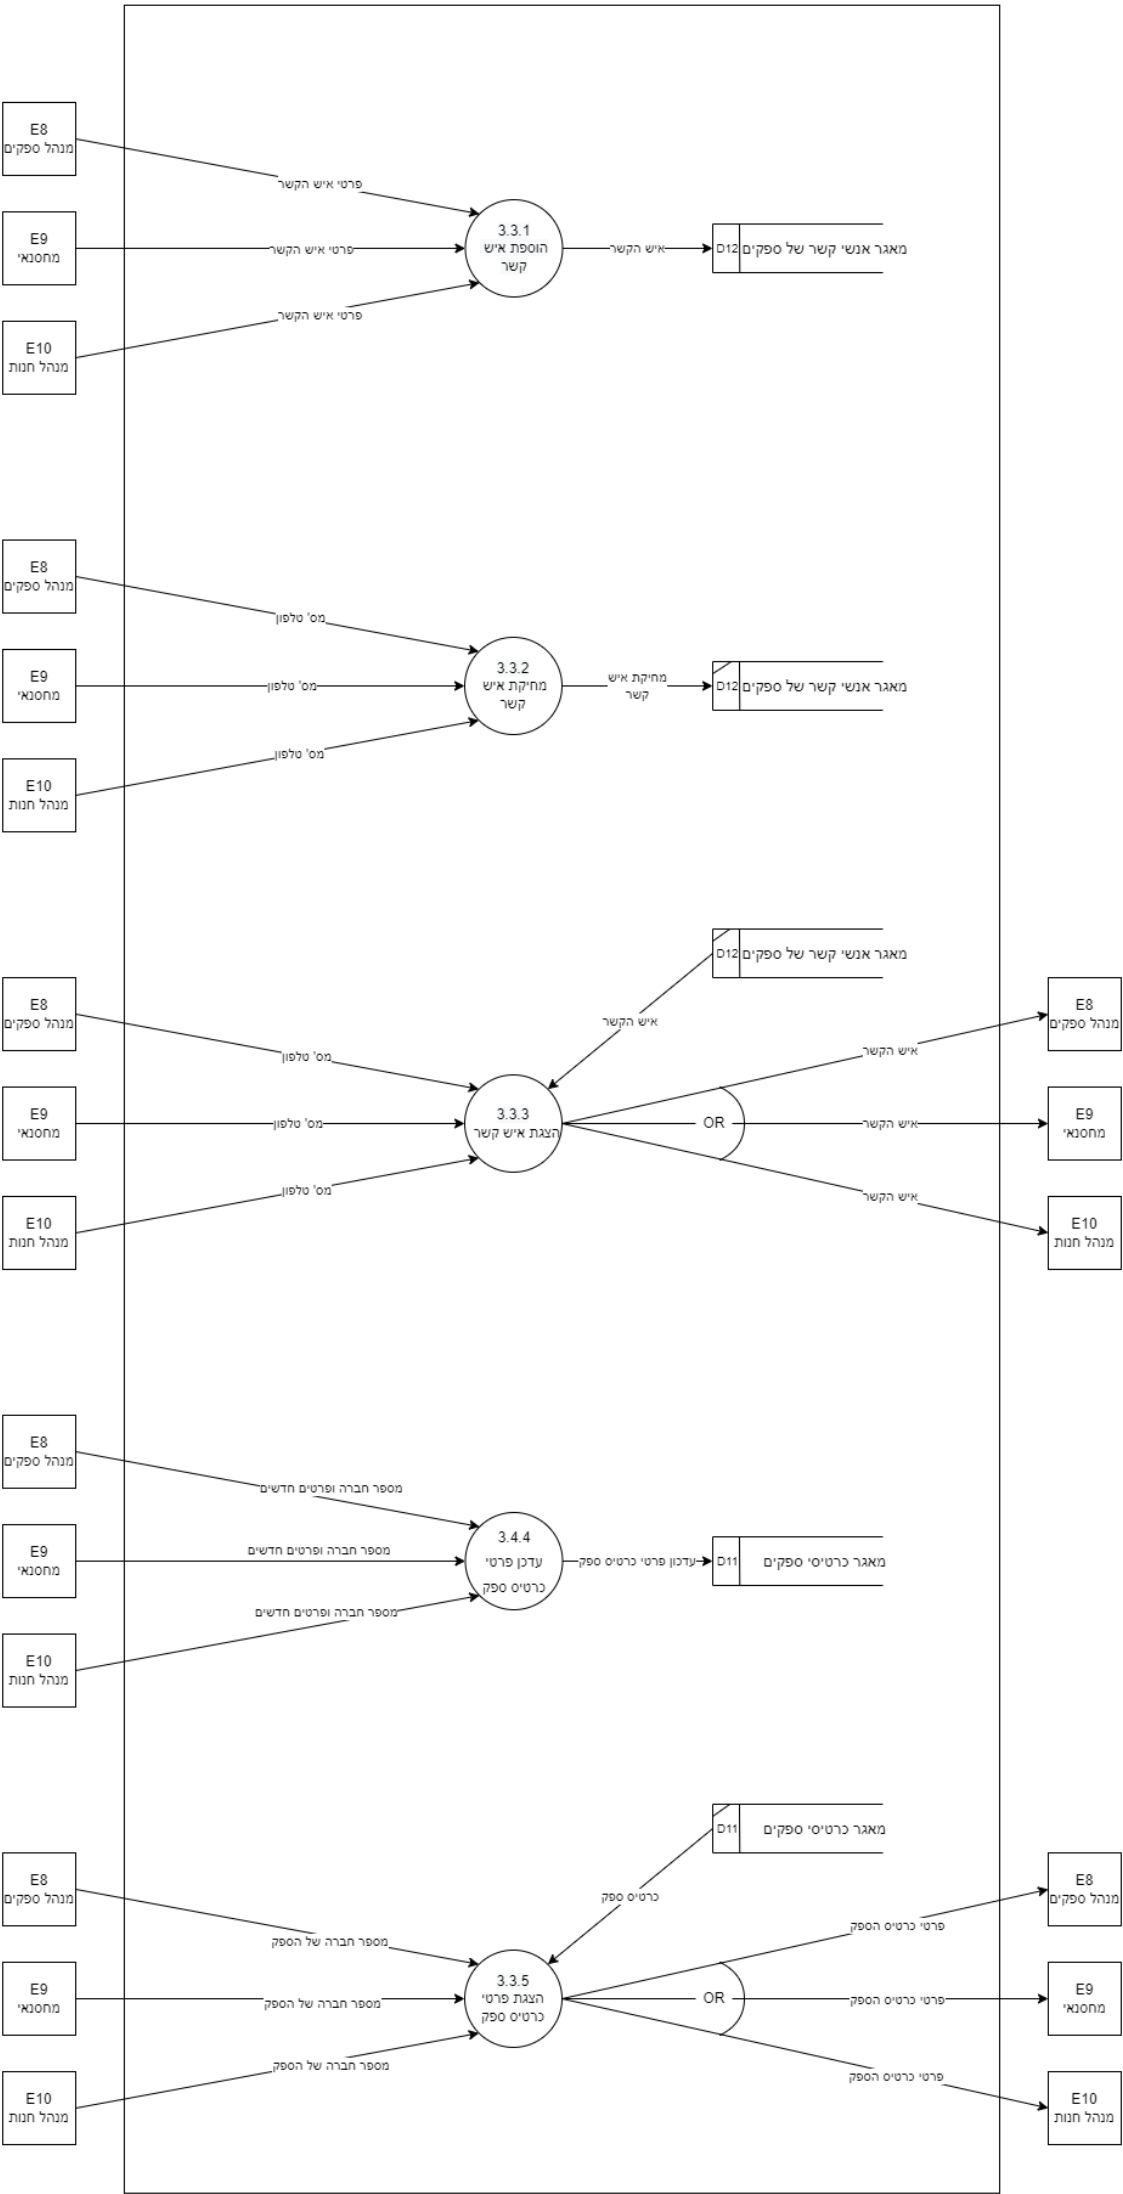 E8
מנהל ספקים
פרטי איש הקשר
E9
מחסנאי
פרטי איש הקשר
E10
מנהל חנות
פרטי איש הקשר
3.3.1
הוספת איש
קשר
איש הקשר
D12
מאגר אנשי קשר של ספקים
E8
מנהל ספקים
מס' טלפון
E9
מחסנאי
מס' טלפון
E10
מנהל חנות
מס' טלפון
3.3.2
מחיקת איש
קשר
מחיקת איש
קשר
D12
מאגר אנשי קשר של ספקים
D12
מאגר אנשי קשר של ספקים
איש הקשר
E8
מנהל ספקים
מס' טלפון
E9
מחסנאי
מס' טלפון
E10
מנהל חנות
מס' טלפון
3.3.3
הצגת איש קשר
OR
איש הקשר
E8
מנהל ספקים
איש הקשר
E9
מחסנאי
איש הקשר
E10
מנהל חנות
E8
מנהל ספקים
מספר חברה ופרטים חדשים
E9
מחסנאי
מספר חברה ופרטים חדשים
E10
מנהל חנות
מספר חברה ופרטים חדשים
3.4.4
עדכן פרטי
כרטיס ספק
עדכון פרטי כרטיס ספק
D11
מאגר כרטיסי ספקים
D11
מאגר כרטיסי ספקים
כרטיס ספק
E8
מנהל ספקים
מספר חברה של הספק
E9
מחסנאי
מספר חברה של הספק
E10
מנהל חנות
מספר חברה של הספק
3.3.5
הצגת פרטי
כרטיס ספק
OR
פרטי כרטיס הספק
E8
מנהל ספקים
פרטי כרטיס הספק
E9
מחסנאי
פרטי כרטיס הספק
E10
מנהל חנות